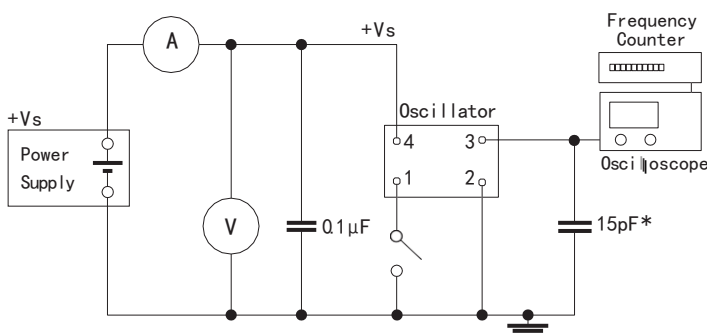 Frequency
Counter
A
+Vs
+Vs
Oscillator
Power
Supply
4
3
1
2
Oscilloscope
V
0.1μF
15pF*